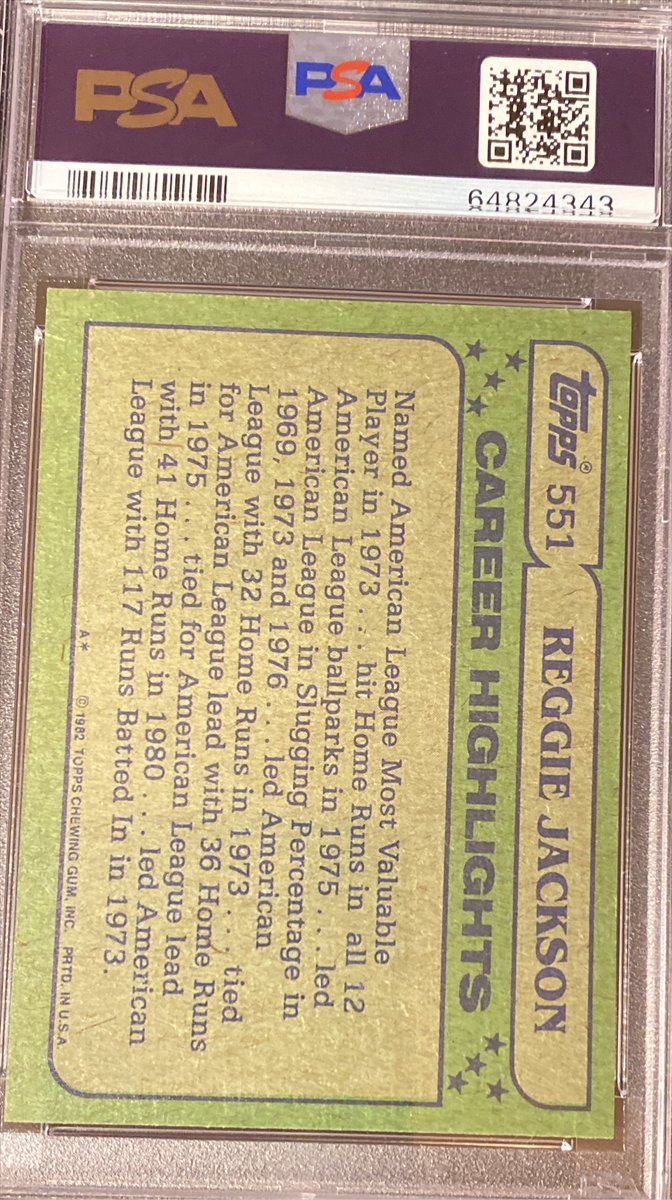 PSA
PSA
64824343
topps® 551
REGGIE JACKSON
CAREER HIGHLIGHTS
Named American League Most Valuable
Player in 1973 . . . hit Home Runs in all 12
American League ballparks in 1975 . . . led
American League in Slugging Percentage in
1969, 1973 and 1976 . . . led American
League with 32 Home Runs in 1973 . . . tied
for American League lead with 36 Home Runs
in 1975 . . . tied for American League lead
with 41 Home Runs in 1980 . . . led American
League with 117 Runs Batted In in 1973.
A* © 1982 TOPPS CHEWING GUM, INC. PRTD. IN U.S.A.